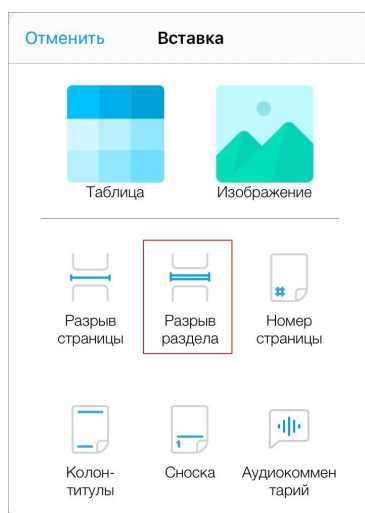 Отменить Вставка
Таблица Изображение
Разрыв страницы
Разрыв раздела
Номер страницы
Колон-
титулы
Сноска
Аудиокоммен
тарий